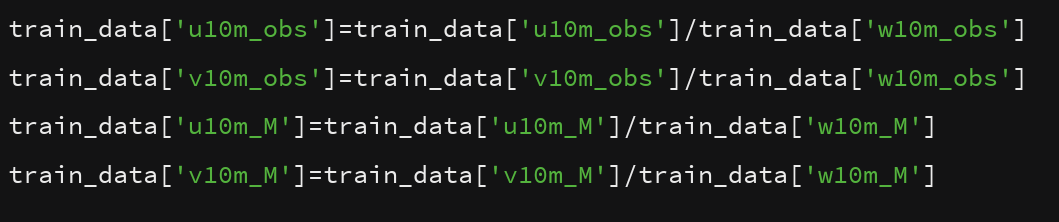 train_data['u10m_obs']=train_data['u10m_obs']/train_data['w10m_obs']
train_data['v10m_obs']=train_data['v10m_obs']/train_data['w10m_obs']
train_data['u10m_M']=train_data['u10m_M']/train_data['w10m_M']
train_data['v10m_M']=train_data['v10m_M']/train_data['w10m_M']